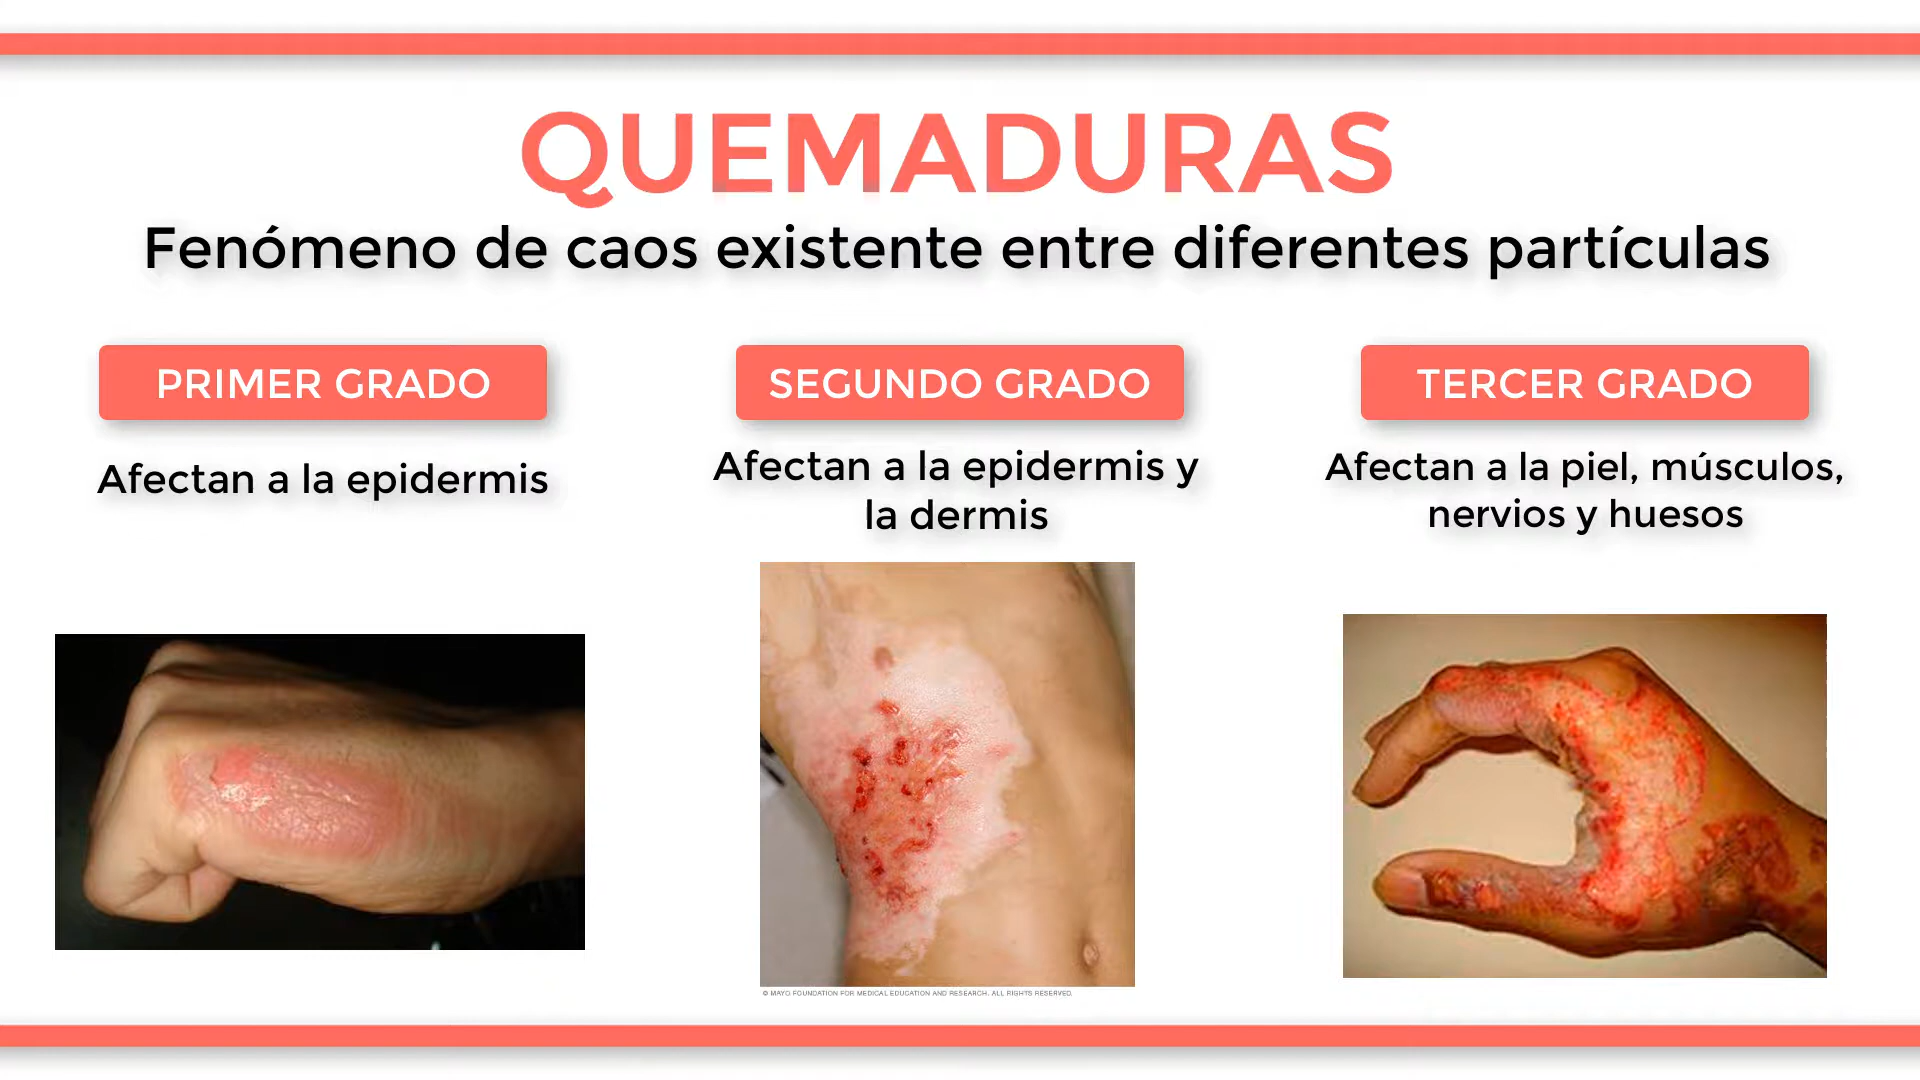 QUEMADURAS
Fenómeno de caos existente entre diferentes partículas
PRIMER GRADO
Afectan a la epidermis
SEGUNDO GRADO
Afectan a la epidermis y
la dermis
TERCER GRADO
Afectan a la piel, músculos,
nervios y huesos
© MAYO FOUNDATION FOR MEDICAL EDUCATION AND RESEARCH. ALL RIGHTS RESERVED.